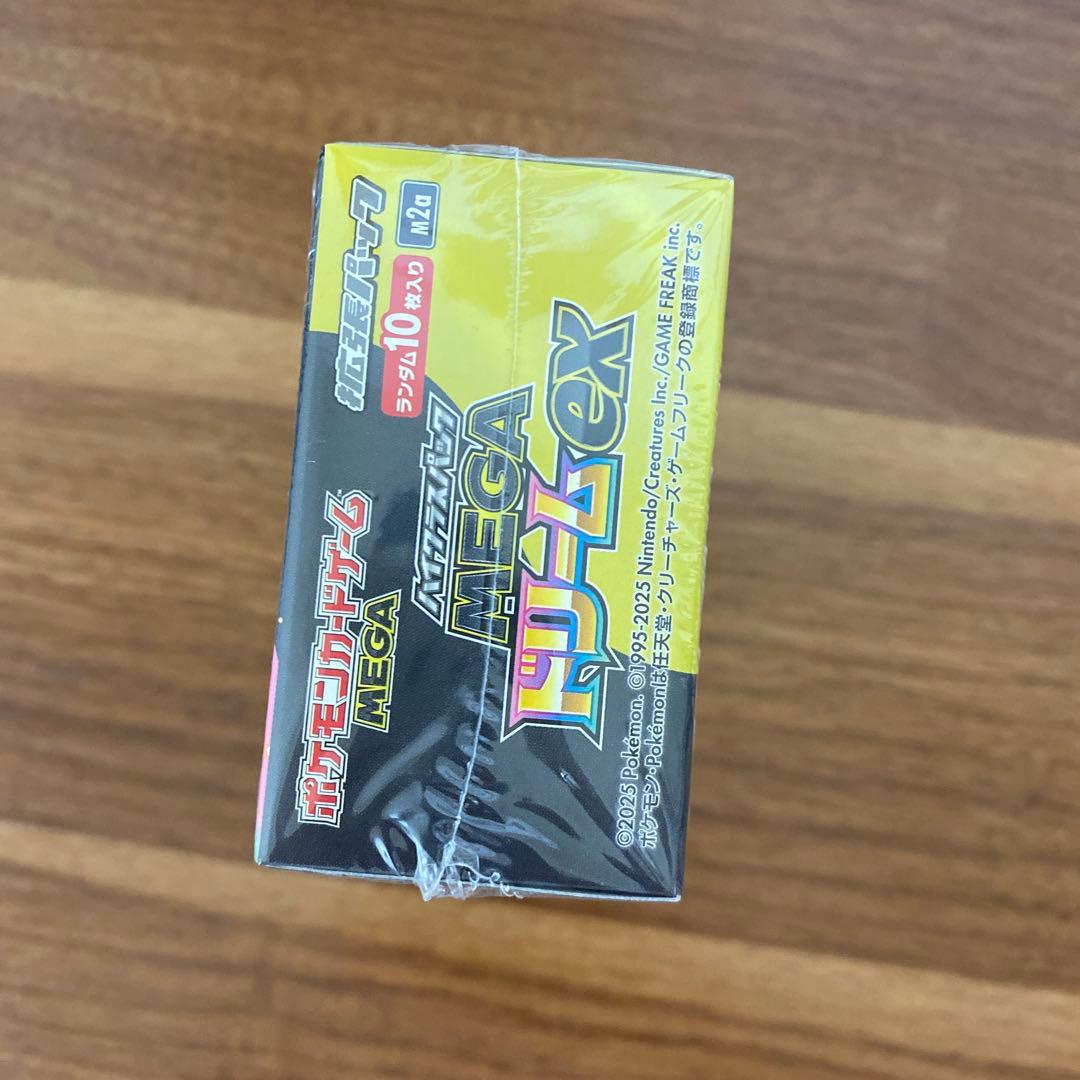 ポケモンカードゲーム™
MEGA
拡張パック
ランダム10枚入り
M2a
ハイクラスパック
MEGA
ドリームex
©2025 Pokémon. ©1995-2025 Nintendo/Creatures Inc./GAME FREAK inc.
ポケモン・Pokémonは任天堂・クリーチャーズ・ゲームフリークの登録商標です。